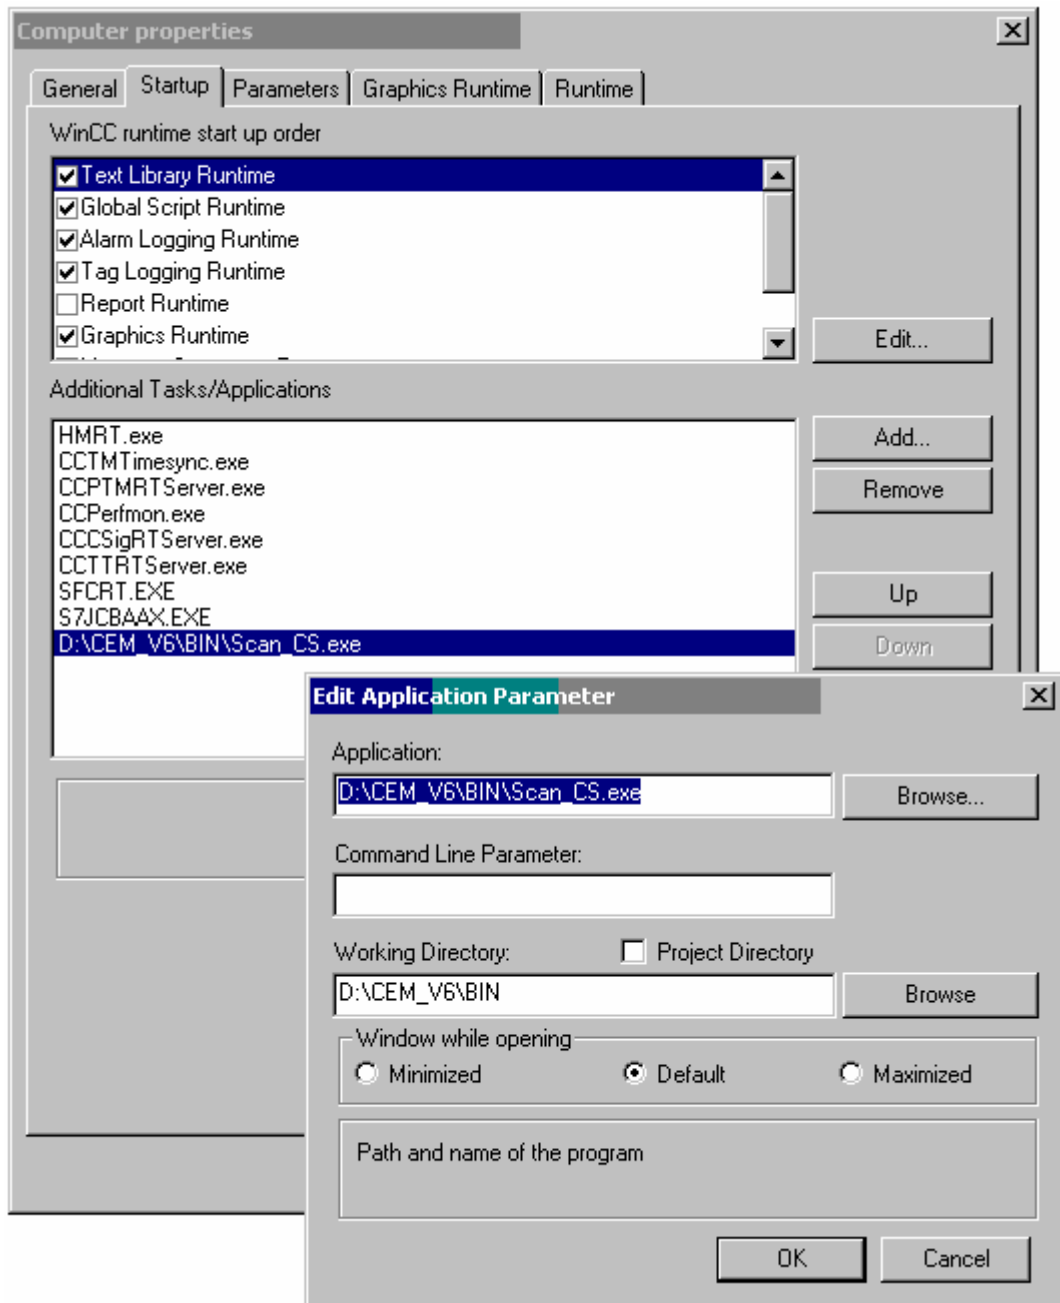 Computer properties
General Startup Parameters Graphics Runtime Runtime
WinCC runtime start up order
Text Library Runtime
Global Script Runtime
Alarm Logging Runtime
Tag Logging Runtime
Report Runtime
Graphics Runtime
Edit...
Additional Tasks/Applications
HMRT.exe
CCTMTimesync.exe
CCPTMRTServer.exe
CCPerfmon.exe
CCCSigRTServer.exe
CCTTRTServer.exe
SFCRT.EXE
S7JCBAAX.EXE
D:\CEM_V6\BIN\Scan_CS.exe
Add...
Remove
Up
Down
Edit Application Parameter
Application:
D:\CEM_V6\BIN\Scan_CS.exe
Browse...
Command Line Parameter:
Working Directory: Project Directory
D:\CEM_V6\BIN
Browse
Window while opening
Minimized Default Maximized
Path and name of the program
OK Cancel